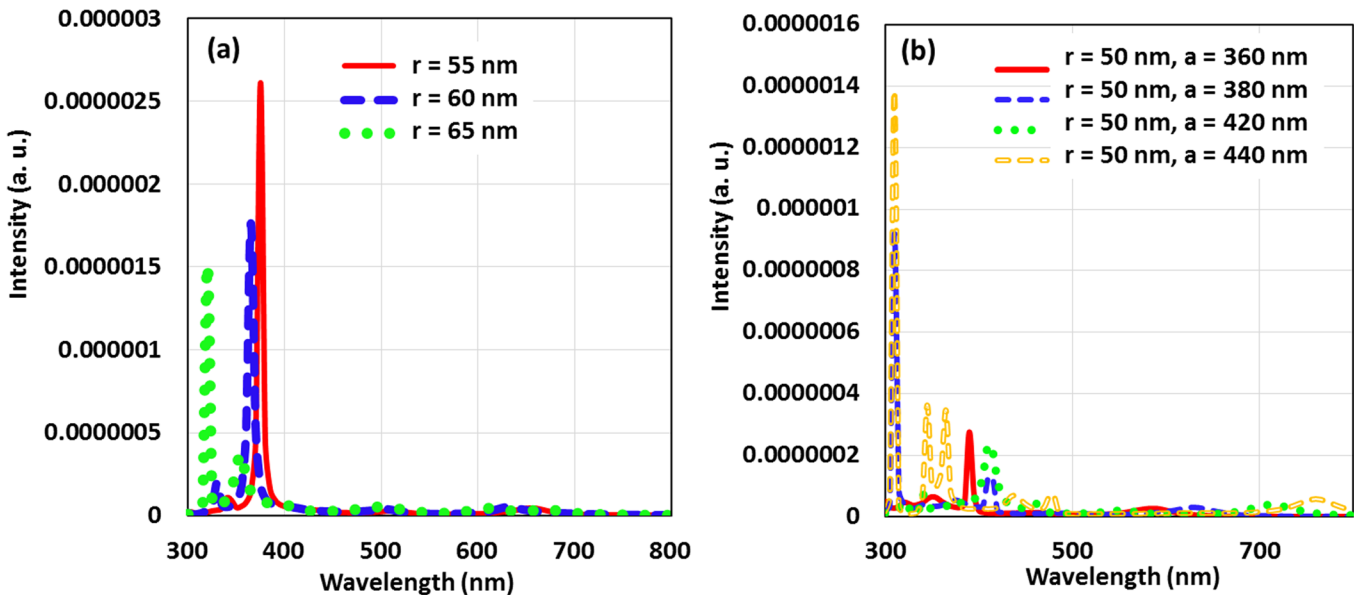 (a)
r = 55 nm
r = 60 nm
r = 65 nm
Intensity (a. u.)
0.000003
0.0000025
0.000002
0.0000015
0.000001
0.0000005
0
300 400 500 600 700 800
Wavelength (nm)
(b)
r = 50 nm, a = 360 nm
r = 50 nm, a = 380 nm
r = 50 nm, a = 420 nm
r = 50 nm, a = 440 nm
Intensity (a. u.)
0.0000016
0.0000014
0.0000012
0.000001
0.0000008
0.0000006
0.0000004
0.0000002
0
300 500 700
Wavelength (nm)